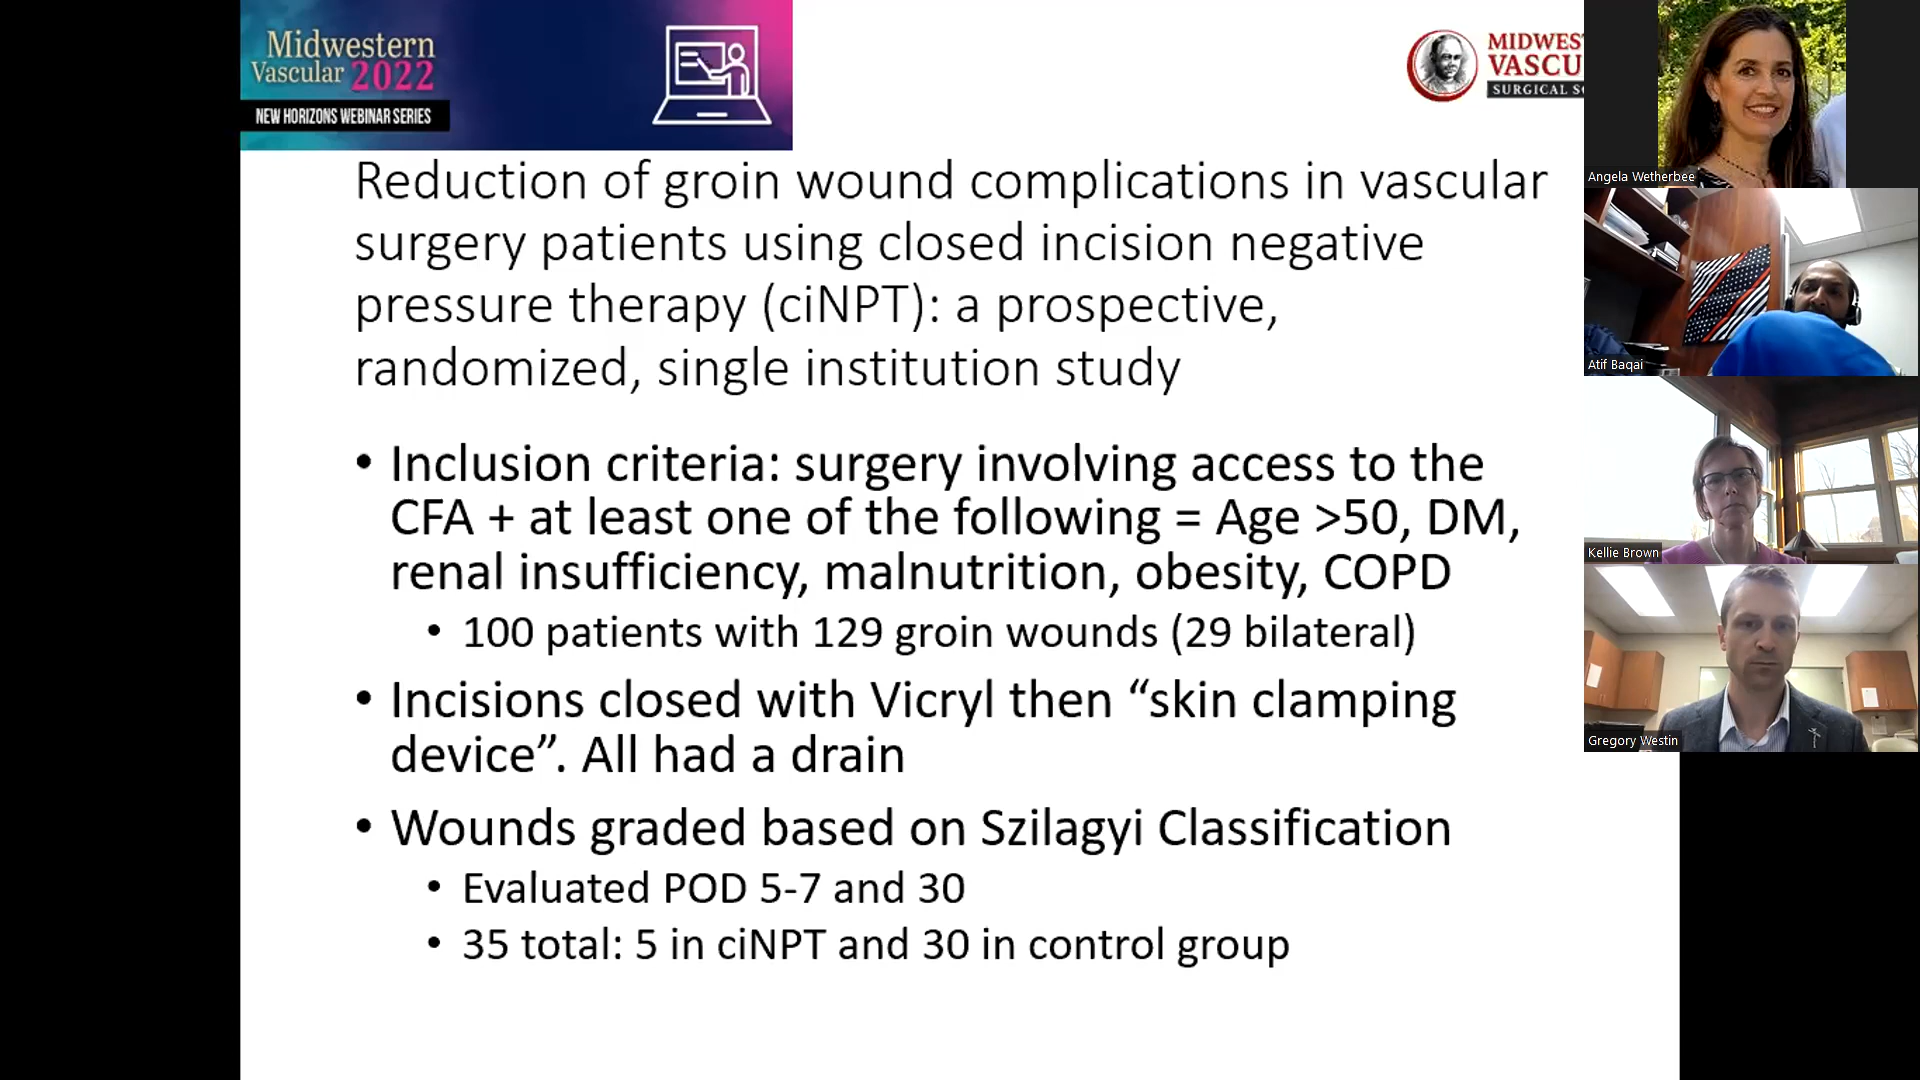 Midwestern
Vascular 2022
NEW HORIZONS WEBINAR SERIES
MIDWEST
VASCU
SURGICAL S
Reduction of groin wound complications in vascular
surgery patients using closed incision negative
pressure therapy (ciNPT): a prospective,
randomized, single institution study
• Inclusion criteria: surgery involving access to the
CFA + at least one of the following = Age >50, DM,
renal insufficiency, malnutrition, obesity, COPD
• 100 patients with 129 groin wounds (29 bilateral)
• Incisions closed with Vicryl then “skin clamping
device”. All had a drain
• Wounds graded based on Szilagyi Classification
• Evaluated POD 5-7 and 30
• 35 total: 5 in ciNPT and 30 in control group
Angela Wetherbee
Atif Baqai
Kellie Brown
Gregory Westin